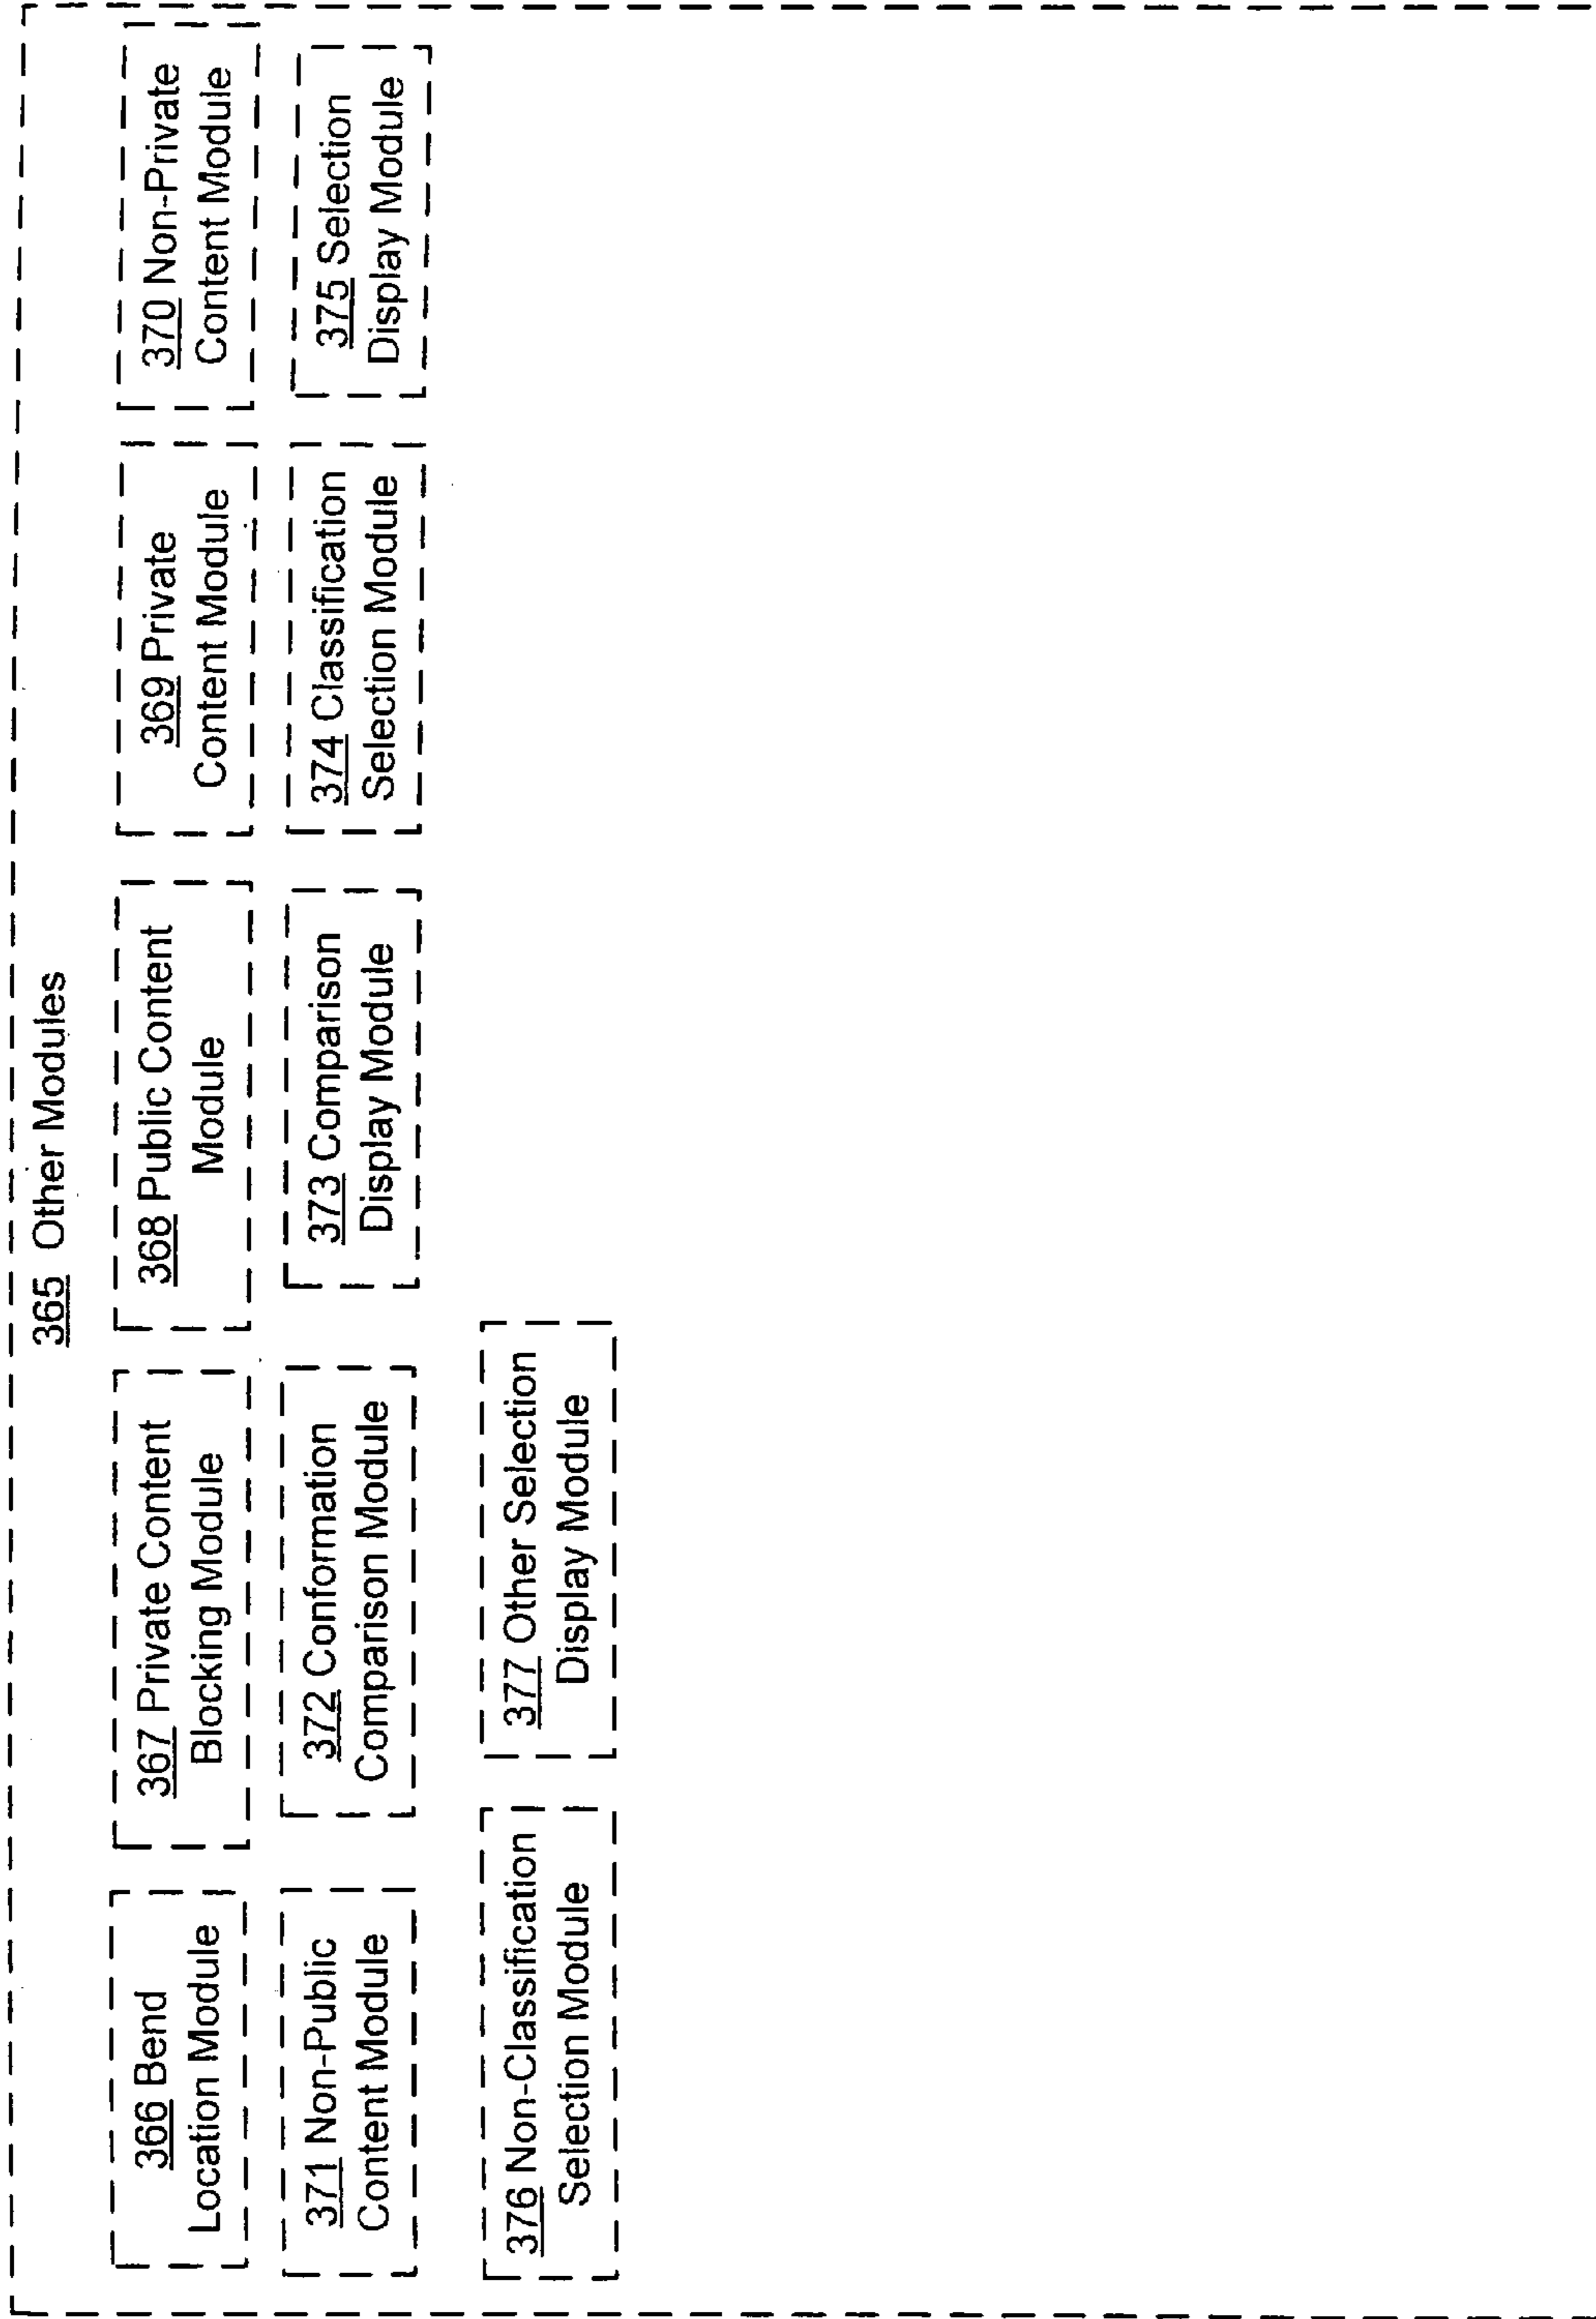 365 Other Modules
366 Bend
Location Module
367 Private Content
Blocking Module
368 Public Content
Module
369 Private
Content Module
370 Non-Private
Content Module
371 Non-Public
Content Module
372 Conformation
Comparison Module
373 Comparison
Display Module
374 Classification
Selection Module
375 Selection
Display Module
376 Non-Classification
Selection Module
377 Other Selection
Display Module